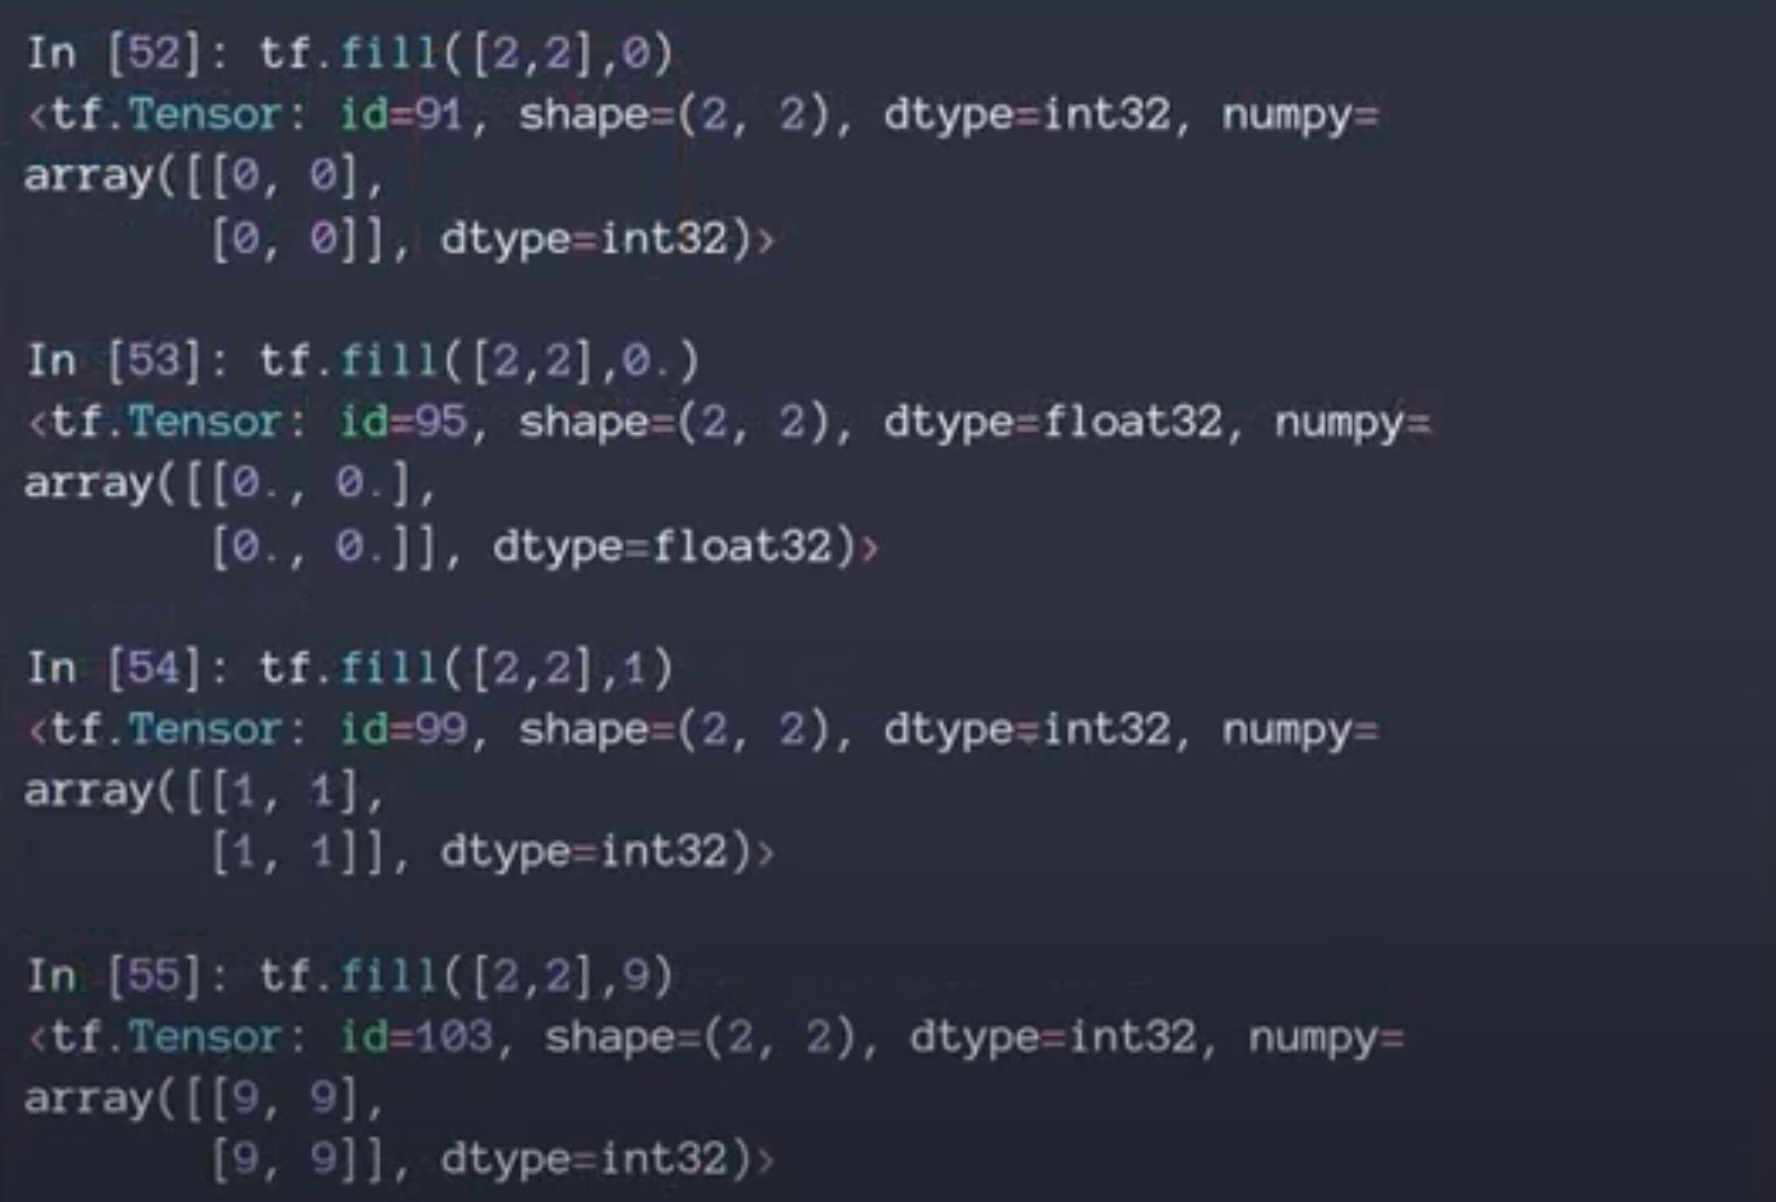 In [52]: tf.fill([2,2],0)
<tf.Tensor: id=91, shape=(2, 2), dtype=int32, numpy=
array([[0, 0],
       [0, 0]], dtype=int32)>
In [53]: tf.fill([2,2],0.)
<tf.Tensor: id=95, shape=(2, 2), dtype=float32, numpy=
array([[0., 0.],
       [0., 0.]], dtype=float32)>
In [54]: tf.fill([2,2],1)
<tf.Tensor: id=99, shape=(2, 2), dtype=int32, numpy=
array([[1, 1],
       [1, 1]], dtype=int32)>
In [55]: tf.fill([2,2],9)
<tf.Tensor: id=103, shape=(2, 2), dtype=int32, numpy=
array([[9, 9],
       [9, 9]], dtype=int32)>